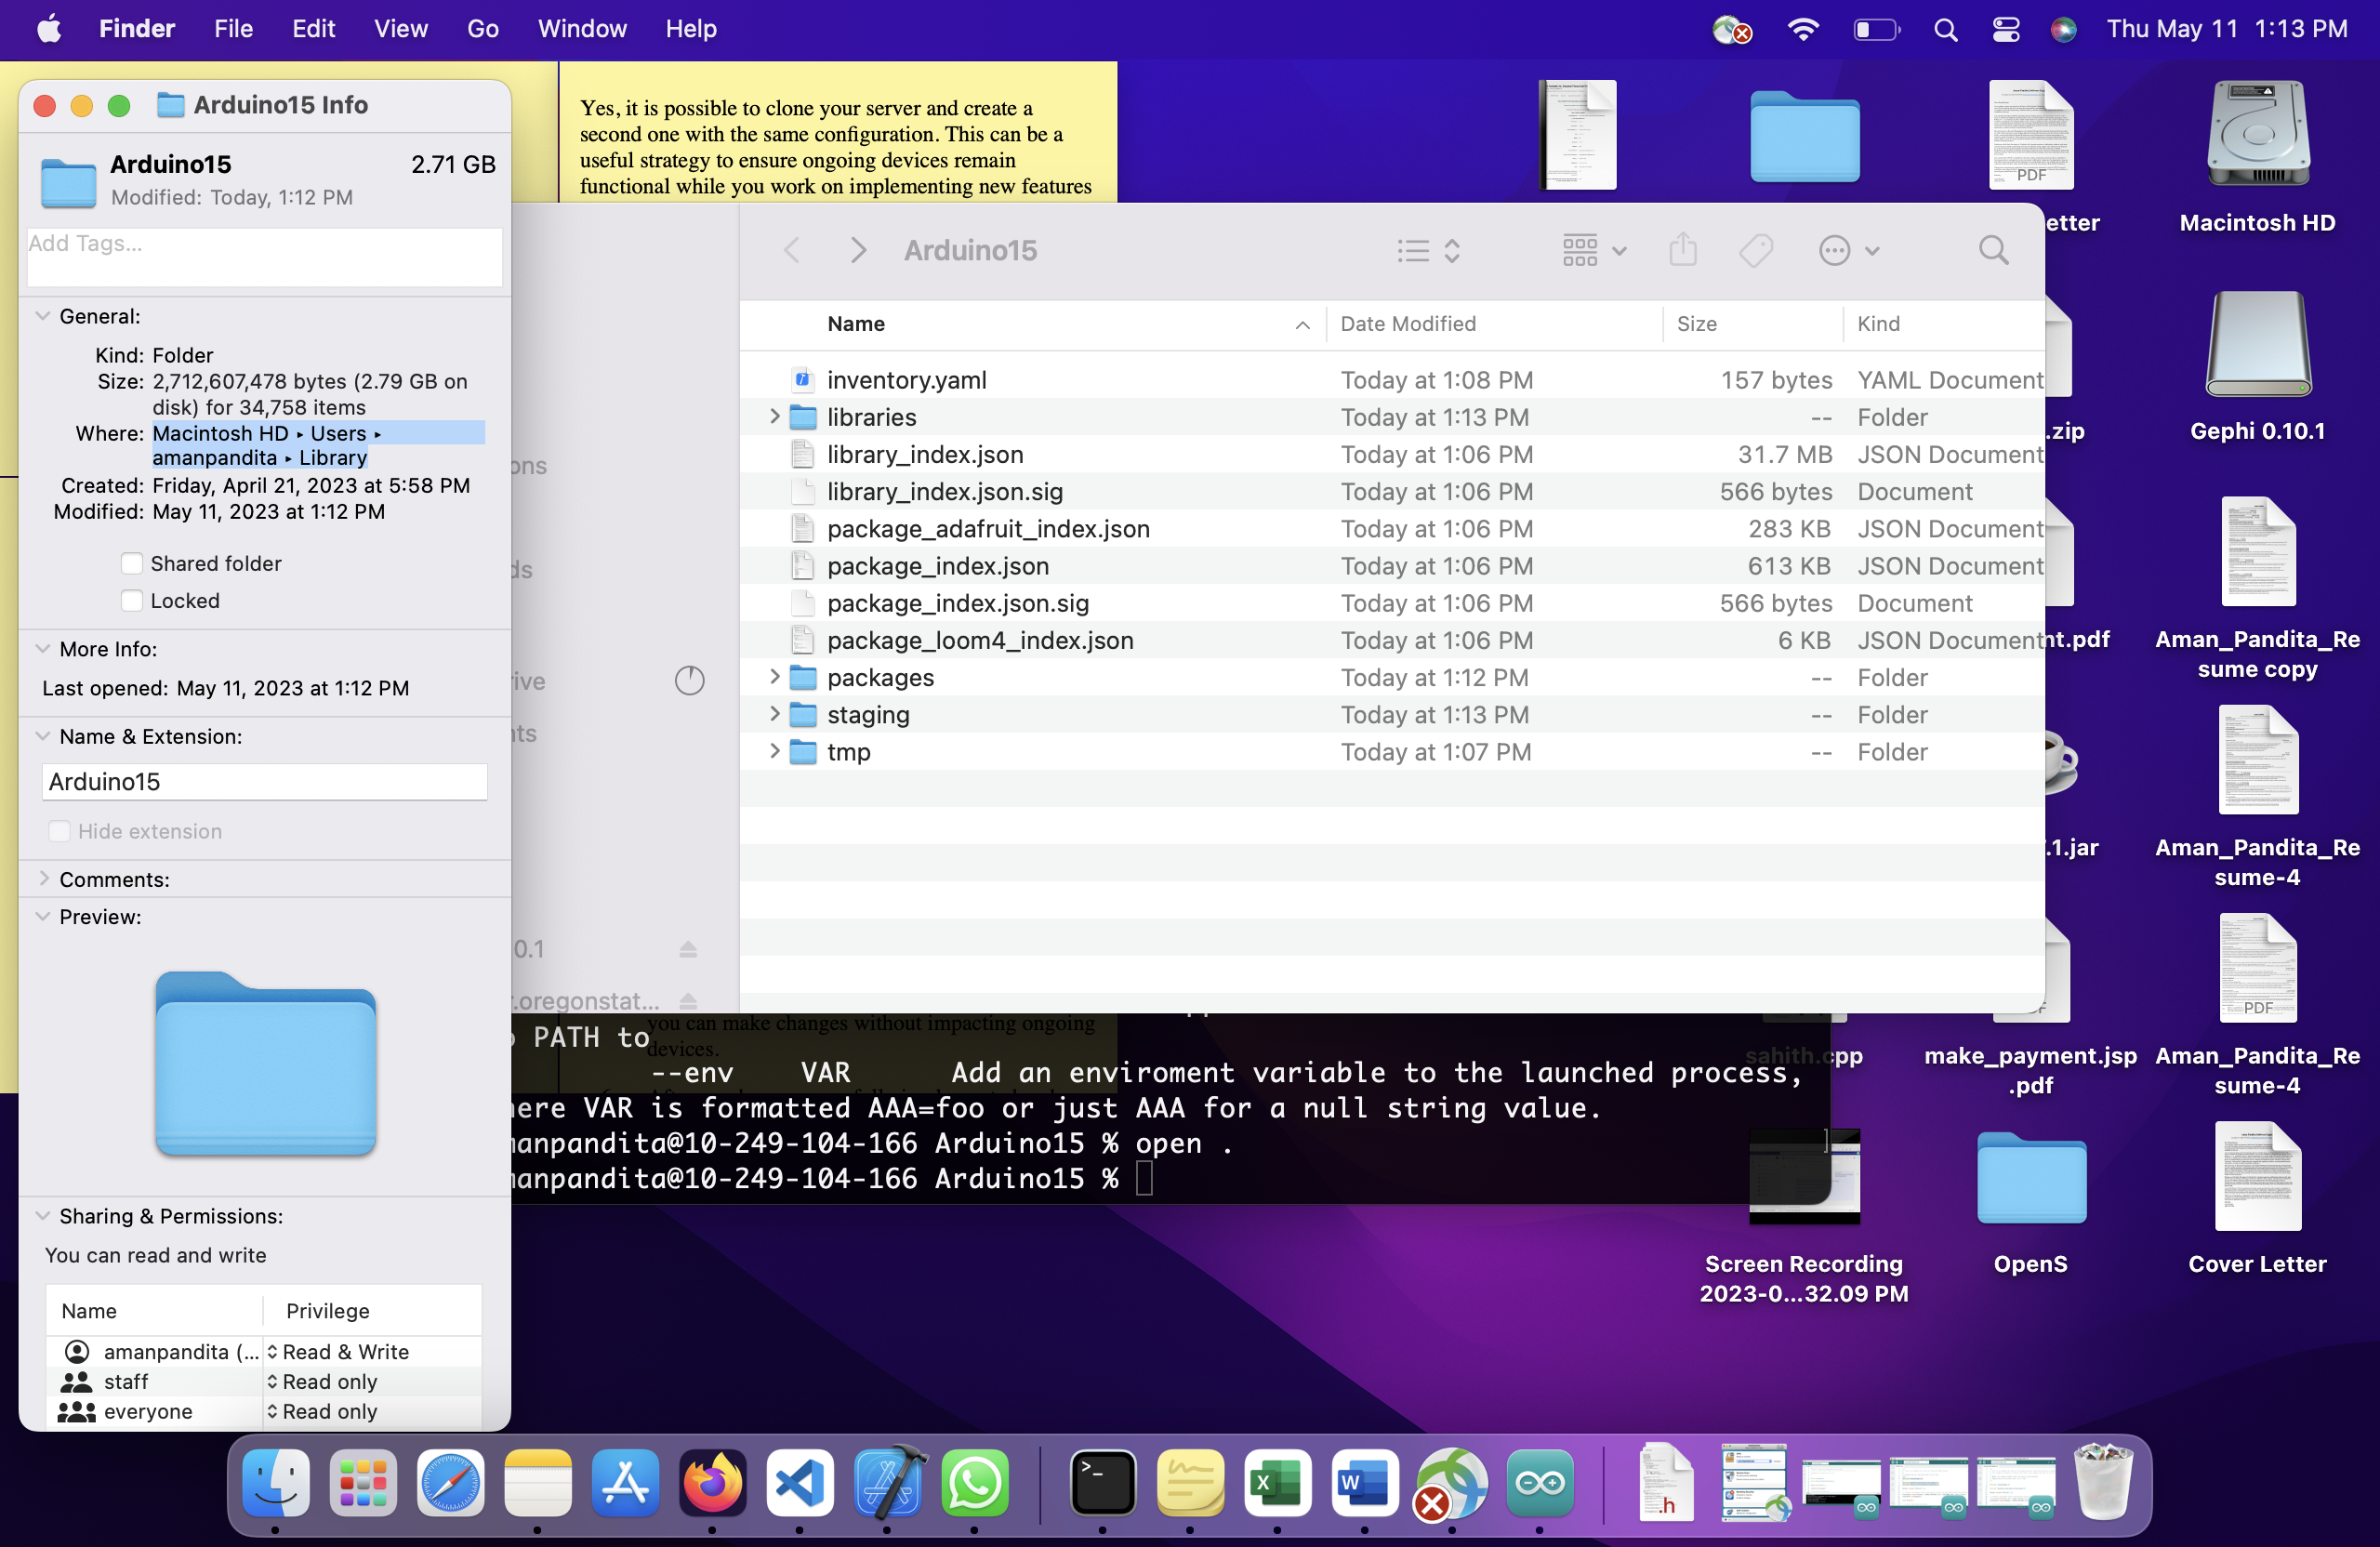 Finder File Edit View Go Window Help Thu May 11 1:13 PM
Arduino15 Info
Arduino15 2.71 GB
Modified: Today, 1:12 PM
Add Tags...
General:
Kind: Folder
Size: 2,712,607,478 bytes (2.79 GB on
disk) for 34,758 items
Where: Macintosh HD ▸ Users ▸
amanpandita ▸ Library
Created: Friday, April 21, 2023 at 5:58 PM
Modified: May 11, 2023 at 1:12 PM
Shared folder
Locked
More Info:
Last opened: May 11, 2023 at 1:12 PM
Name & Extension:
Arduino15
Hide extension
Comments:
Preview:
Sharing & Permissions:
You can read and write
Name Privilege
amanpandita (... Read & Write
staff Read only
everyone Read only
Yes, it is possible to clone your server and create a
second one with the same configuration. This can be a
useful strategy to ensure ongoing devices remain
functional while you work on implementing new features
Arduino15
ons
ds
rive
nts
0.1
r.oregonstat...
Name Date Modified Size Kind
inventory.yaml Today at 1:08 PM 157 bytes YAML Document
libraries Today at 1:13 PM -- Folder
library_index.json Today at 1:06 PM 31.7 MB JSON Document
library_index.json.sig Today at 1:06 PM 566 bytes Document
package_adafruit_index.json Today at 1:06 PM 283 KB JSON Document
package_index.json Today at 1:06 PM 613 KB JSON Document
package_index.json.sig Today at 1:06 PM 566 bytes Document
package_loom4_index.json Today at 1:06 PM 6 KB JSON Document
packages Today at 1:12 PM -- Folder
staging Today at 1:13 PM -- Folder
tmp Today at 1:07 PM -- Folder
you can make changes without impacting ongoing
devices.
PATH to
--env VAR Add an enviroment variable to the launched process,
here VAR is formatted AAA=foo or just AAA for a null string value.
manpandita@10-249-104-166 Arduino15 % open .
manpandita@10-249-104-166 Arduino15 %
PDF
etter
Macintosh HD
.zip
Gephi 0.10.1
nt.pdf
Aman_Pandita_Re
sume copy
.1.jar
Aman_Pandita_Re
sume-4
PDF
sahith.cpp
make_payment.jsp
.pdf
Aman_Pandita_Re
sume-4
Screen Recording
2023-0...32.09 PM
OpenS
Cover Letter
.h